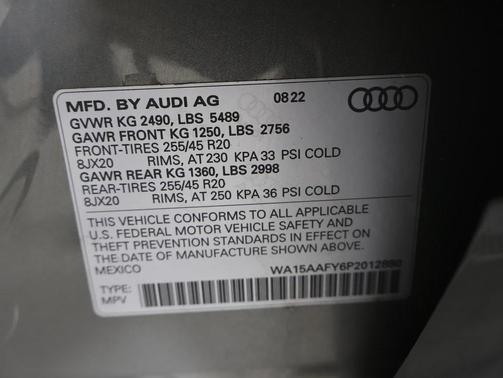 MFD. BY AUDI AG 0822
GVWR KG 2490, LBS 5489
GAWR FRONT KG 1250, LBS 2756
FRONT-TIRES 255/45 R20
8JX20 RIMS, AT 230 KPA 33 PSI COLD
GAWR REAR KG 1360, LBS 2998
REAR-TIRES 255/45 R20
8JX20 RIMS, AT 250 KPA 36 PSI COLD
THIS VEHICLE CONFORMS TO ALL APPLICABLE
U.S. FEDERAL MOTOR VEHICLE SAFETY AND
THEFT PREVENTION STANDARDS IN EFFECT ON
THE DATE OF MANUFACTURE SHOWN ABOVE.
MEXICO WA15AAFY6P2012880
TYPE:
MPV